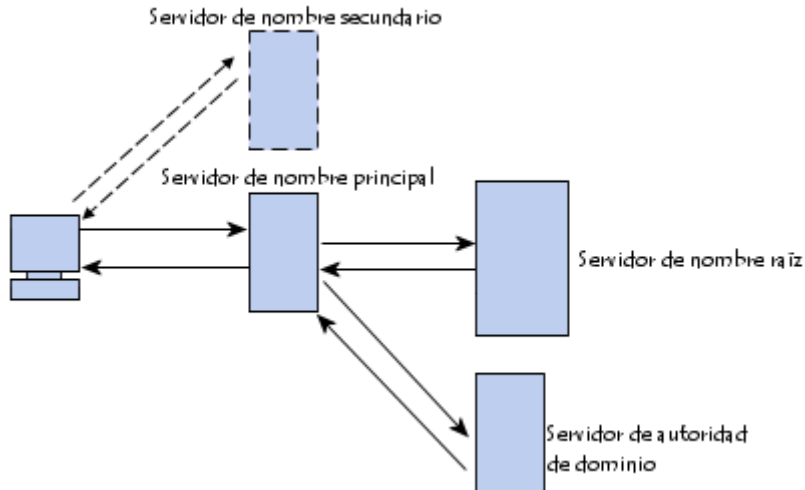 Servidor de nombre secundario
Servidor de nombre principal
Servidor de nombre raíz
Servidor de autoridad
de dominio